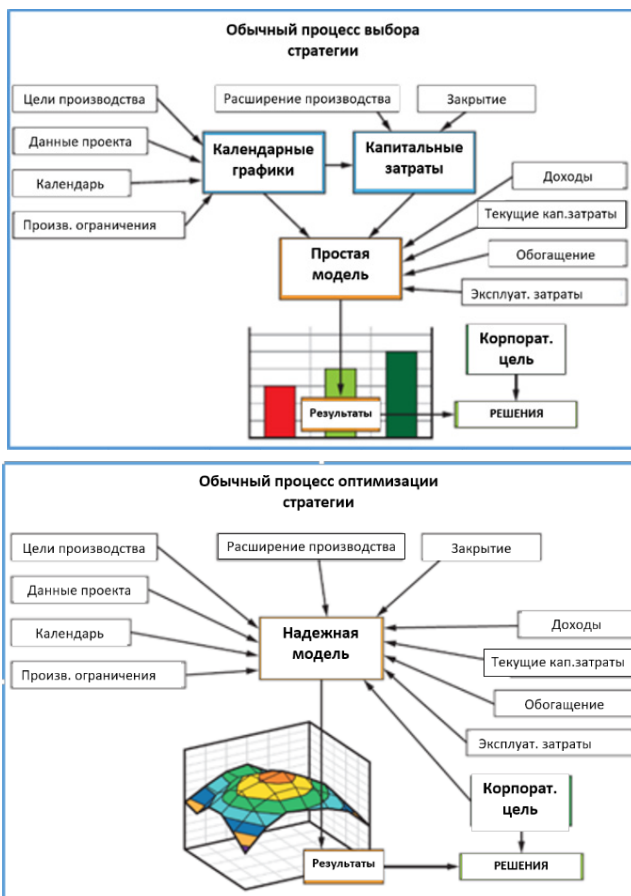 Обычный процесс выбора
стратегии
Цели производства
Расширение производства
Закрытие
Данные проекта
Календарные
графики
Капитальные
затраты
Календарь
Доходы
Произв. ограничения
Текущие кап.затраты
Простая
модель
Обогащение
Эксплуат. затраты
Корпорат.
цель
Результаты
РЕШЕНИЯ
Обычный процесс оптимизации
стратегии
Цели производства
Расширение производства
Закрытие
Данные проекта
Календарь
Надежная
модель
Доходы
Произв. ограничения
Текущие кап.затраты
Обогащение
Эксплуат. затраты
Корпорат.
цель
Результаты
РЕШЕНИЯ